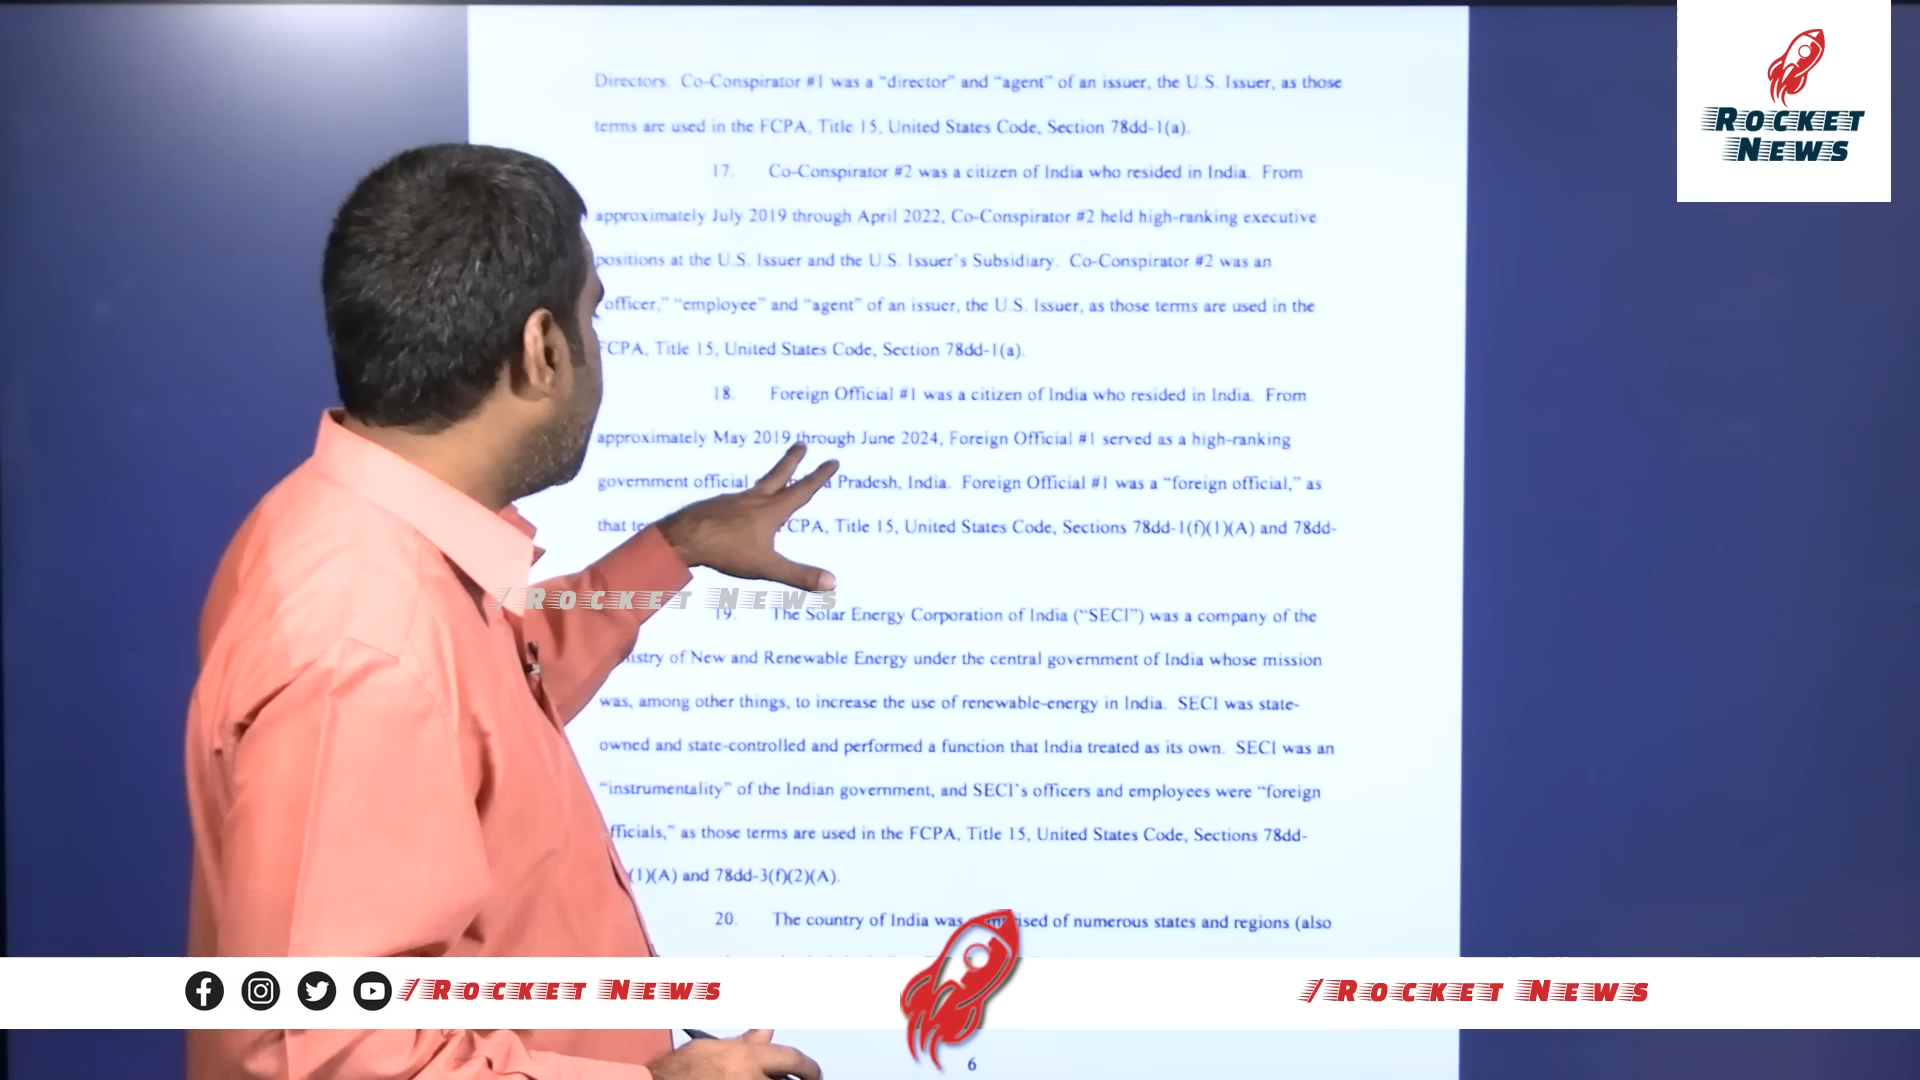 Directors. Co-Conspirator #1 was a “director” and “agent” of an issuer, the U.S. Issuer, as those
terms are used in the FCPA, Title 15, United States Code, Section 78dd-1(a).
17. Co-Conspirator #2 was a citizen of India who resided in India. From
approximately July 2019 through April 2022, Co-Conspirator #2 held high-ranking executive
positions at the U.S. Issuer and the U.S. Issuer’s Subsidiary. Co-Conspirator #2 was an
officer,” “employee” and “agent” of an issuer, the U.S. Issuer, as those terms are used in the
FCPA, Title 15, United States Code, Section 78dd-1(a).
18. Foreign Official #1 was a citizen of India who resided in India. From
approximately May 2019 through June 2024, Foreign Official #1 served as a high-ranking
government official Pradesh, India. Foreign Official #1 was a “foreign official,” as
that FCPA, Title 15, United States Code, Sections 78dd-1(f)(1)(A) and 78dd-
19. The Solar Energy Corporation of India (“SECI”) was a company of the
of New and Renewable Energy under the central government of India whose mission
was, among other things, to increase the use of renewable-energy in India. SECI was state-
owned and state-controlled and performed a function that India treated as its own. SECI was an
“instrumentality” of the Indian government, and SECI’s officers and employees were “foreign
officials,” as those terms are used in the FCPA, Title 15, United States Code, Sections 78dd-
(1)(A) and 78dd-3(f)(2)(A).
20. The country of India was of numerous states and regions (also
6
ROCKET
NEWS
/ROCKET NEWS
/ROCKET NEWS
/ROCKET NEWS